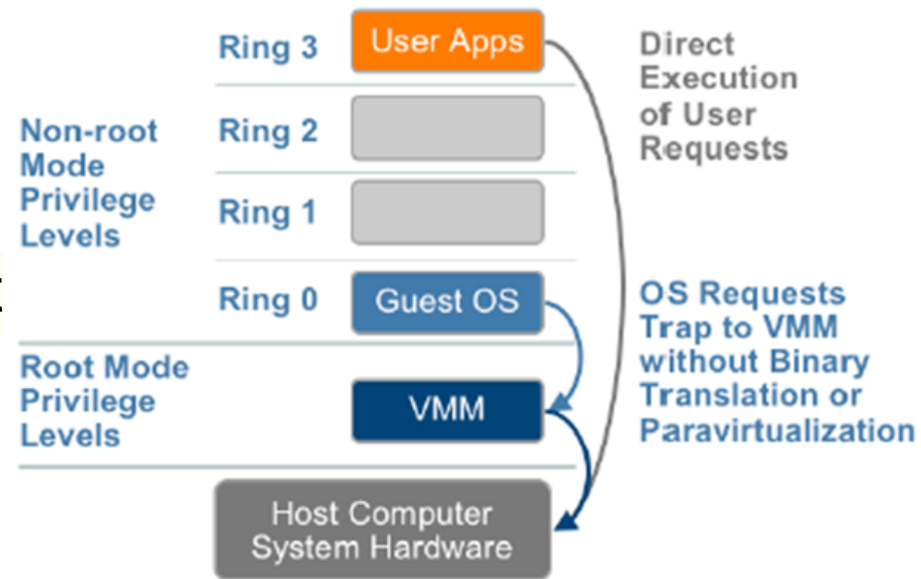 Ring 3
User Apps
Direct
Execution
of User
Requests
Non-root
Mode
Privilege
Levels
Ring 2
Ring 1
Ring 0
Guest OS
OS Requests
Trap to VMM
without Binary
Translation or
Paravirtualization
Root Mode
Privilege
Levels
VMM
Host Computer
System Hardware